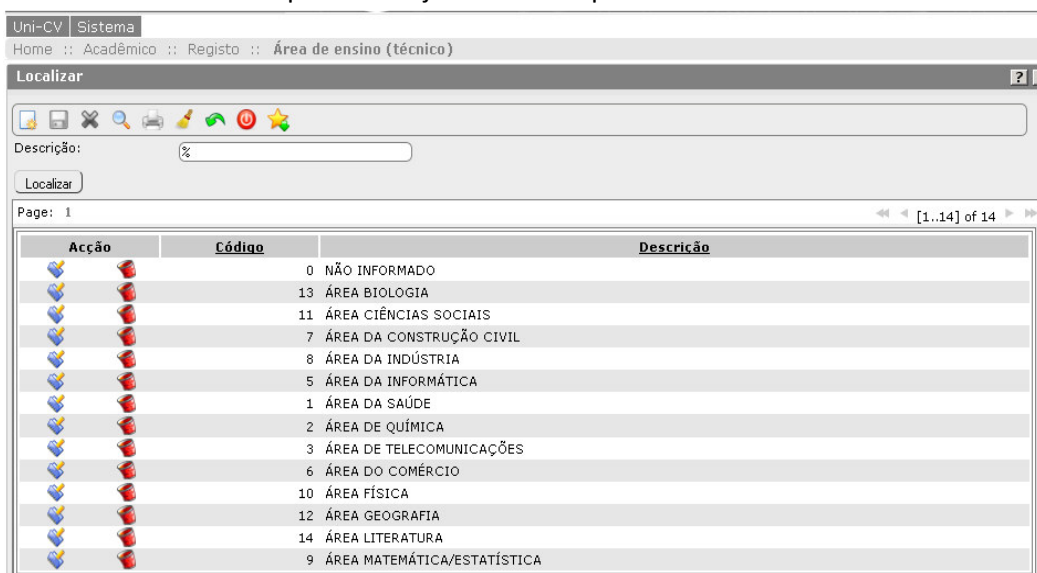 Uni-CV Sistema
Home :: Acadêmico :: Registo :: Área de ensino (técnico)
Localizar ?
Descrição: %
Localizar
Page: 1 [1..14] of 14
Acção Código Descrição
0 NÃO INFORMADO
13 ÁREA BIOLOGIA
11 ÁREA CIÊNCIAS SOCIAIS
7 ÁREA DA CONSTRUÇÃO CIVIL
8 ÁREA DA INDÚSTRIA
5 ÁREA DA INFORMÁTICA
1 ÁREA DA SAÚDE
2 ÁREA DE QUÍMICA
3 ÁREA DE TELECOMUNICAÇÕES
6 ÁREA DO COMÉRCIO
10 ÁREA FÍSICA
12 ÁREA GEOGRAFIA
14 ÁREA LITERATURA
9 ÁREA MATEMÁTICA/ESTATÍSTICA